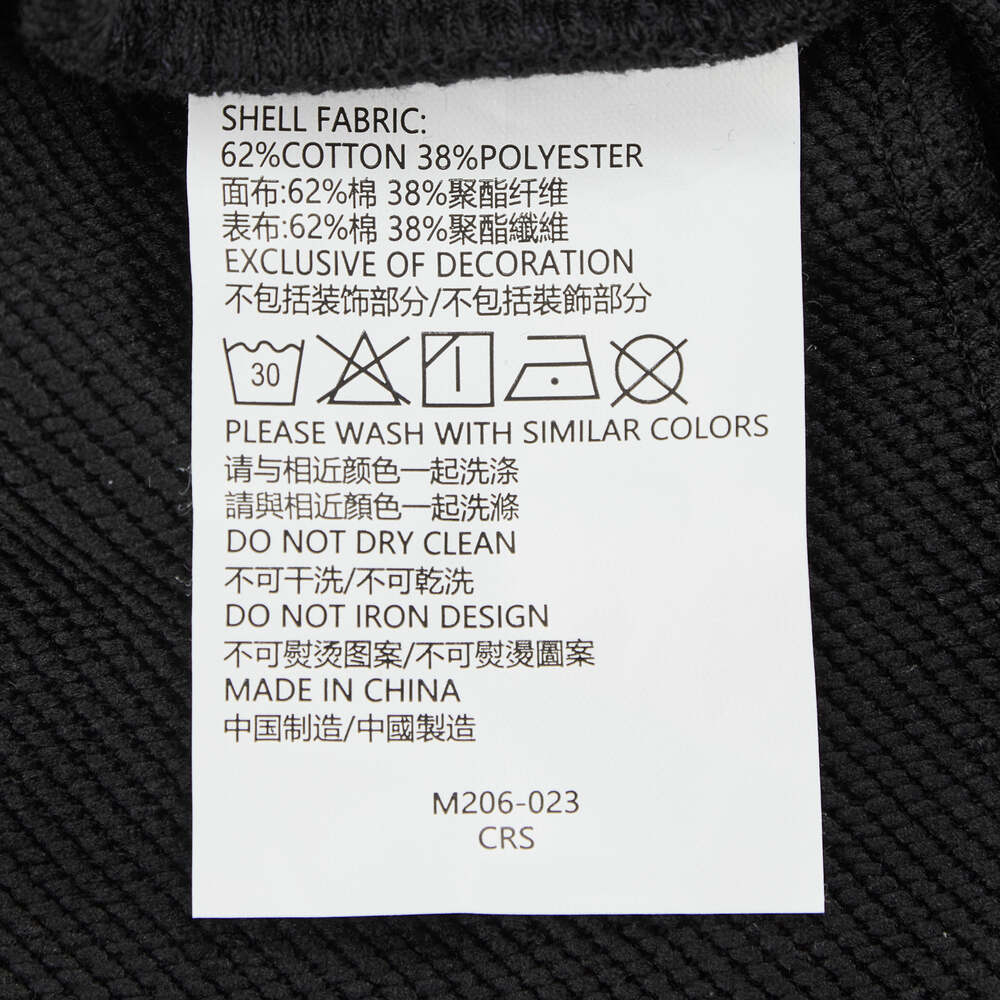 SHELL FABRIC:
62%COTTON 38%POLYESTER
面布:62%棉 38%聚酯纤维
表布:62%棉 38%聚酯纖維
EXCLUSIVE OF DECORATION
不包括装饰部分/不包括裝飾部分
30
PLEASE WASH WITH SIMILAR COLORS
请与相近颜色一起洗涤
請與相近顏色一起洗滌
DO NOT DRY CLEAN
不可干洗/不可乾洗
DO NOT IRON DESIGN
不可熨烫图案/不可熨燙圖案
MADE IN CHINA
中国制造/中國製造
M206-023
CRS